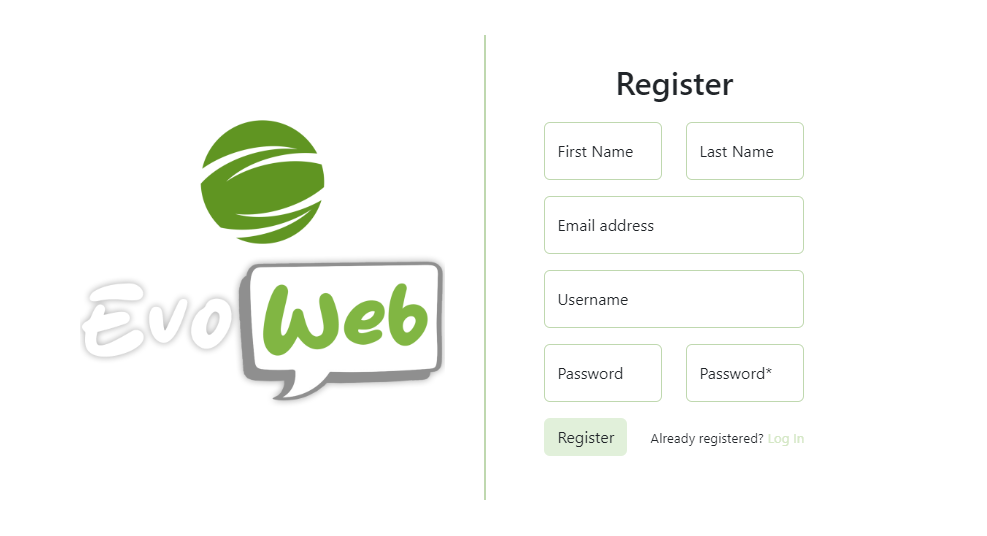 Evo Web
Register
First Name
Last Name
Email address
Username
Password
Password*
Register
Already registered? Log In